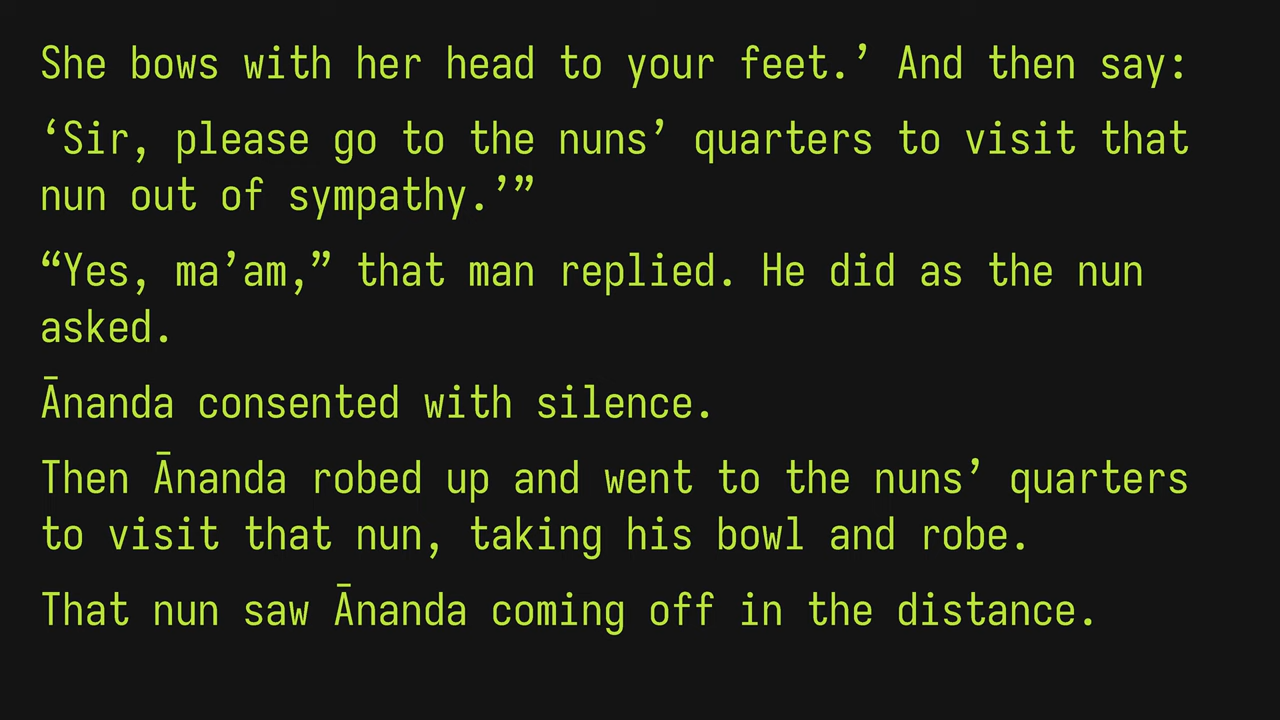 She bows with her head to your feet.’ And then say:
‘Sir, please go to the nuns’ quarters to visit that
nun out of sympathy.’”
“Yes, ma’am,” that man replied. He did as the nun
asked.
Ānanda consented with silence.
Then Ānanda robed up and went to the nuns’ quarters
to visit that nun, taking his bowl and robe.
That nun saw Ānanda coming off in the distance.